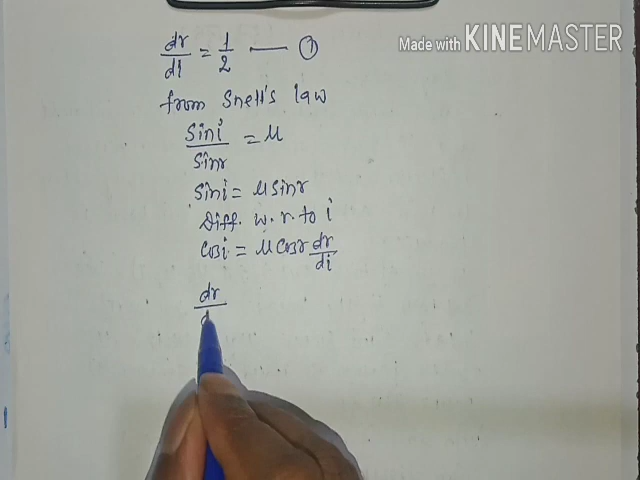 Made with KINEMASTER
dr/di = 1/2 —— ①
from Snell's law
Sini/Sinr = μ
Sini = μ Sinr
Diff. w.r. to i
Cosi = μ Cosr dr/di
dr/d